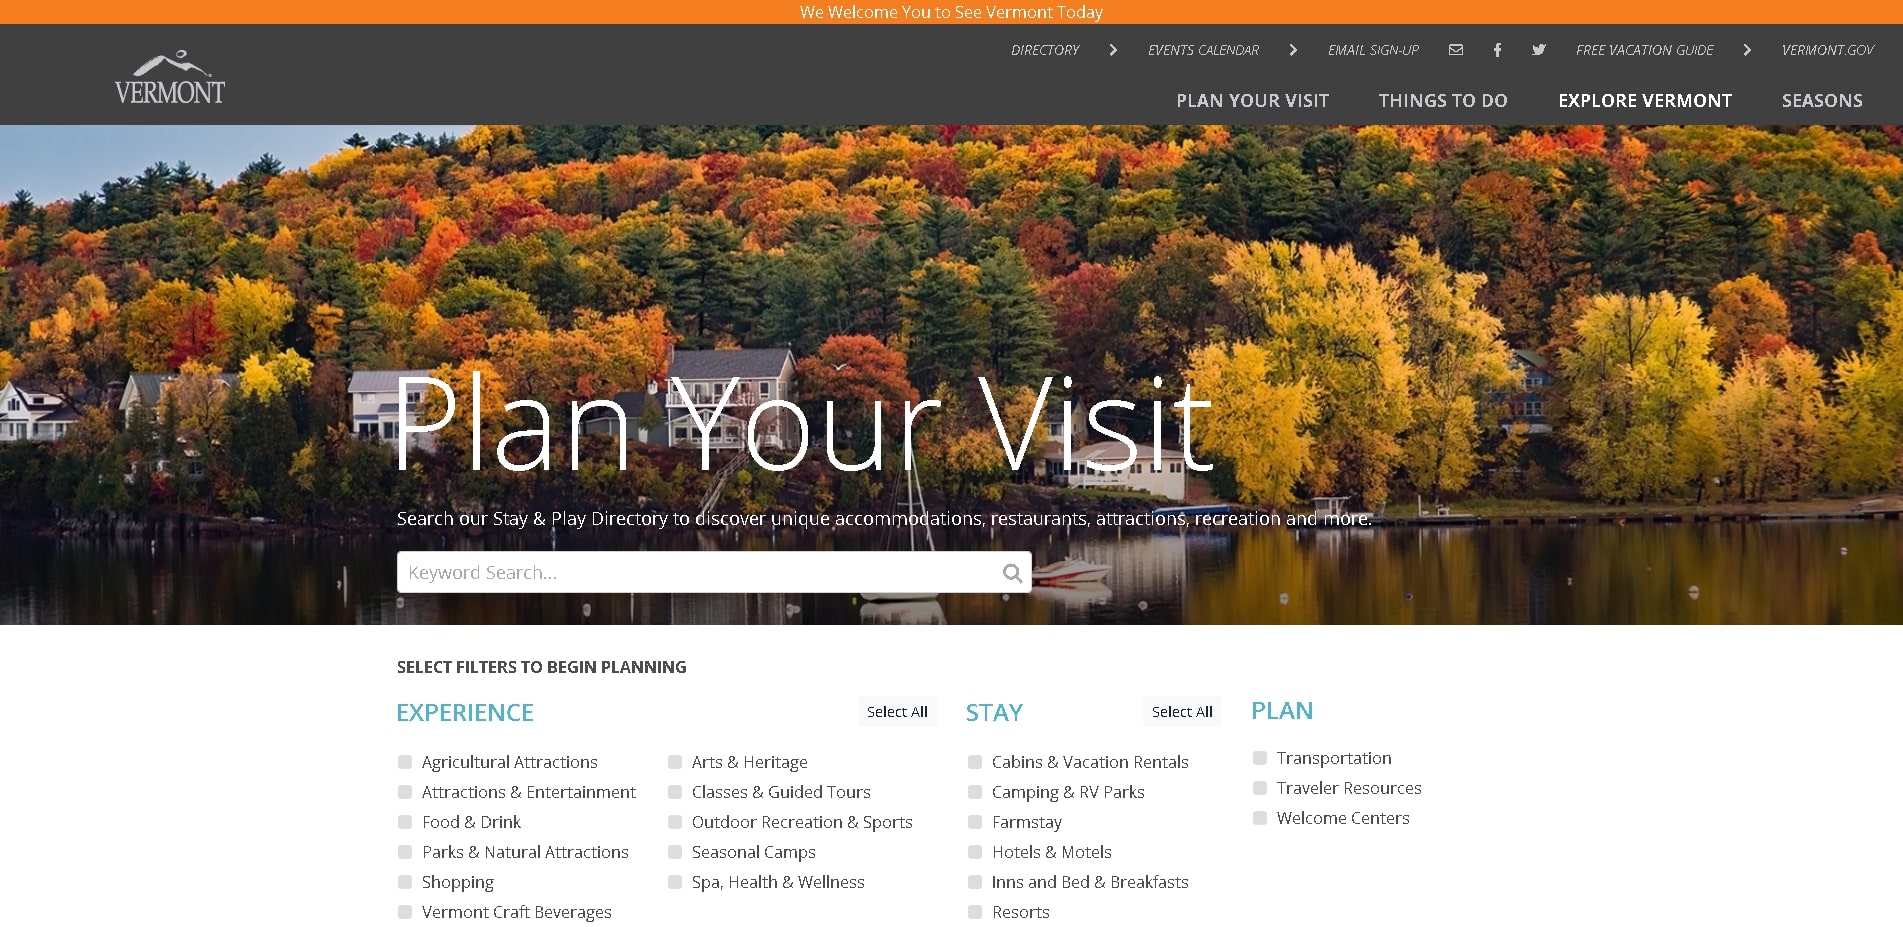 We Welcome You to See Vermont Today
DIRECTORY
EVENTS CALENDAR
EMAIL SIGN-UP
FREE VACATION GUIDE
VERMONT.GOV
VERMONT
PLAN YOUR VISIT
THINGS TO DO
EXPLORE VERMONT
SEASONS
Plan Your Visit
Search our Stay & Play Directory to discover unique accommodations, restaurants, attractions, recreation and more.
Keyword Search...
SELECT FILTERS TO BEGIN PLANNING
EXPERIENCE
Select All
Agricultural Attractions
Attractions & Entertainment
Food & Drink
Parks & Natural Attractions
Shopping
Vermont Craft Beverages
Arts & Heritage
Classes & Guided Tours
Outdoor Recreation & Sports
Seasonal Camps
Spa, Health & Wellness
STAY
Select All
Cabins & Vacation Rentals
Camping & RV Parks
Farmstay
Hotels & Motels
Inns and Bed & Breakfasts
Resorts
PLAN
Transportation
Traveler Resources
Welcome Centers